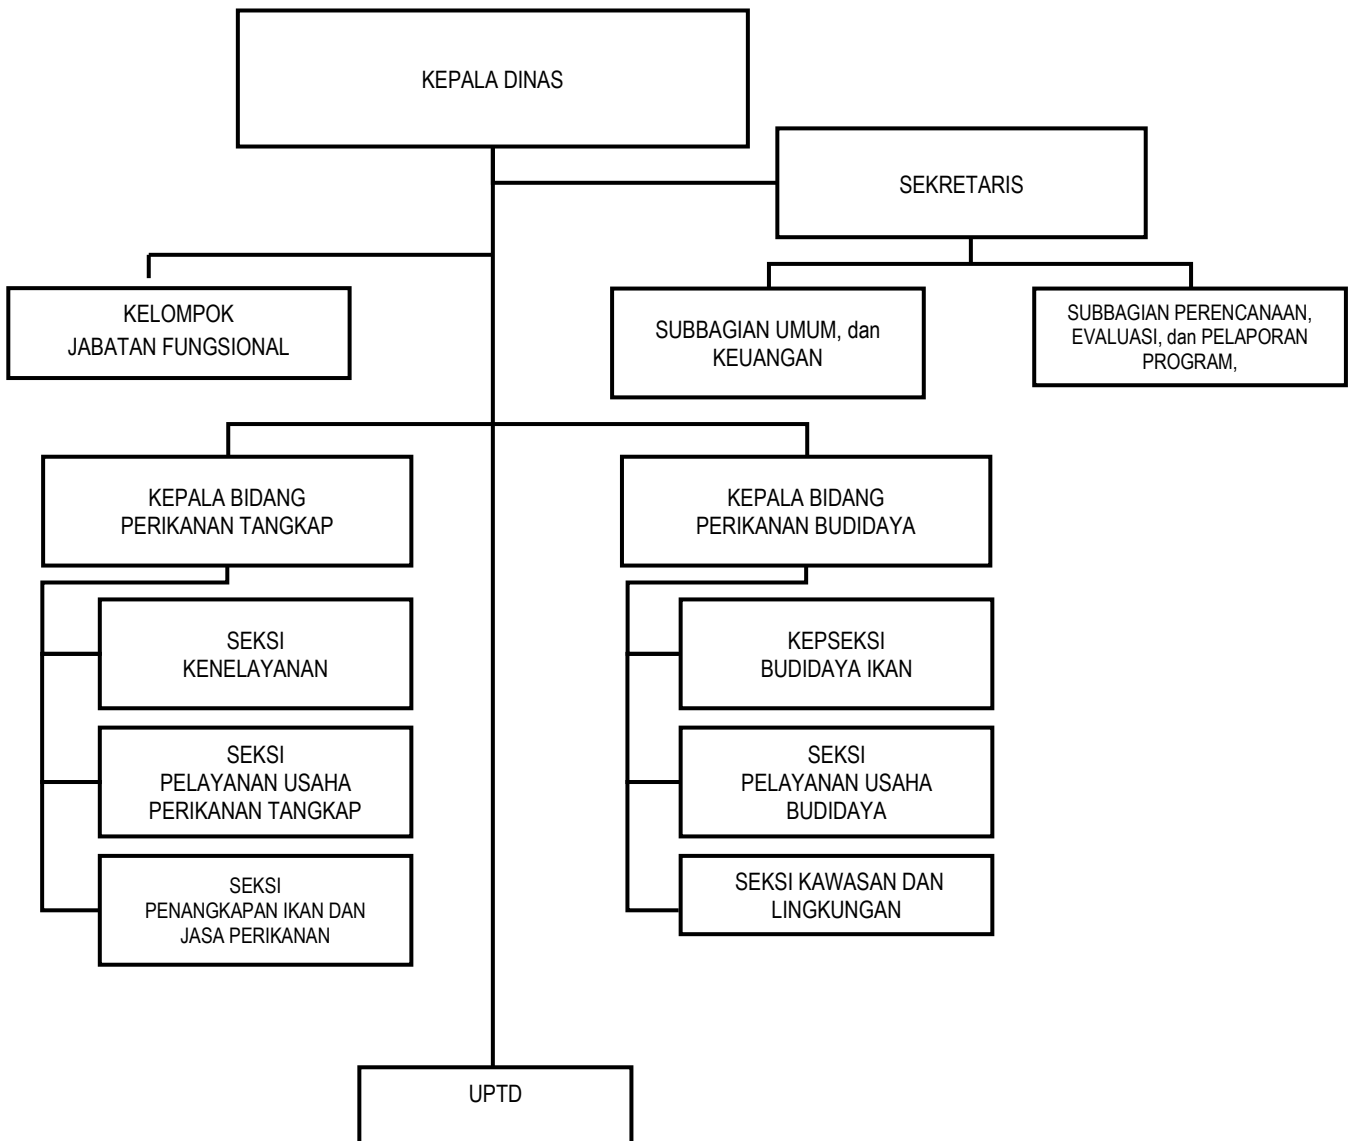 KEPALA DINAS
SEKRETARIS
KELOMPOK
JABATAN FUNGSIONAL
SUBBAGIAN UMUM, dan
KEUANGAN
SUBBAGIAN PERENCANAAN,
EVALUASI, dan PELAPORAN
PROGRAM,
KEPALA BIDANG
PERIKANAN TANGKAP
KEPALA BIDANG
PERIKANAN BUDIDAYA
SEKSI
KENELAYANAN
SEKSI
PELAYANAN USAHA
PERIKANAN TANGKAP
SEKSI
PENANGKAPAN IKAN DAN
JASA PERIKANAN
KEPSEKSI
BUDIDAYA IKAN
SEKSI
PELAYANAN USAHA
BUDIDAYA
SEKSI KAWASAN DAN
LINGKUNGAN
UPTD